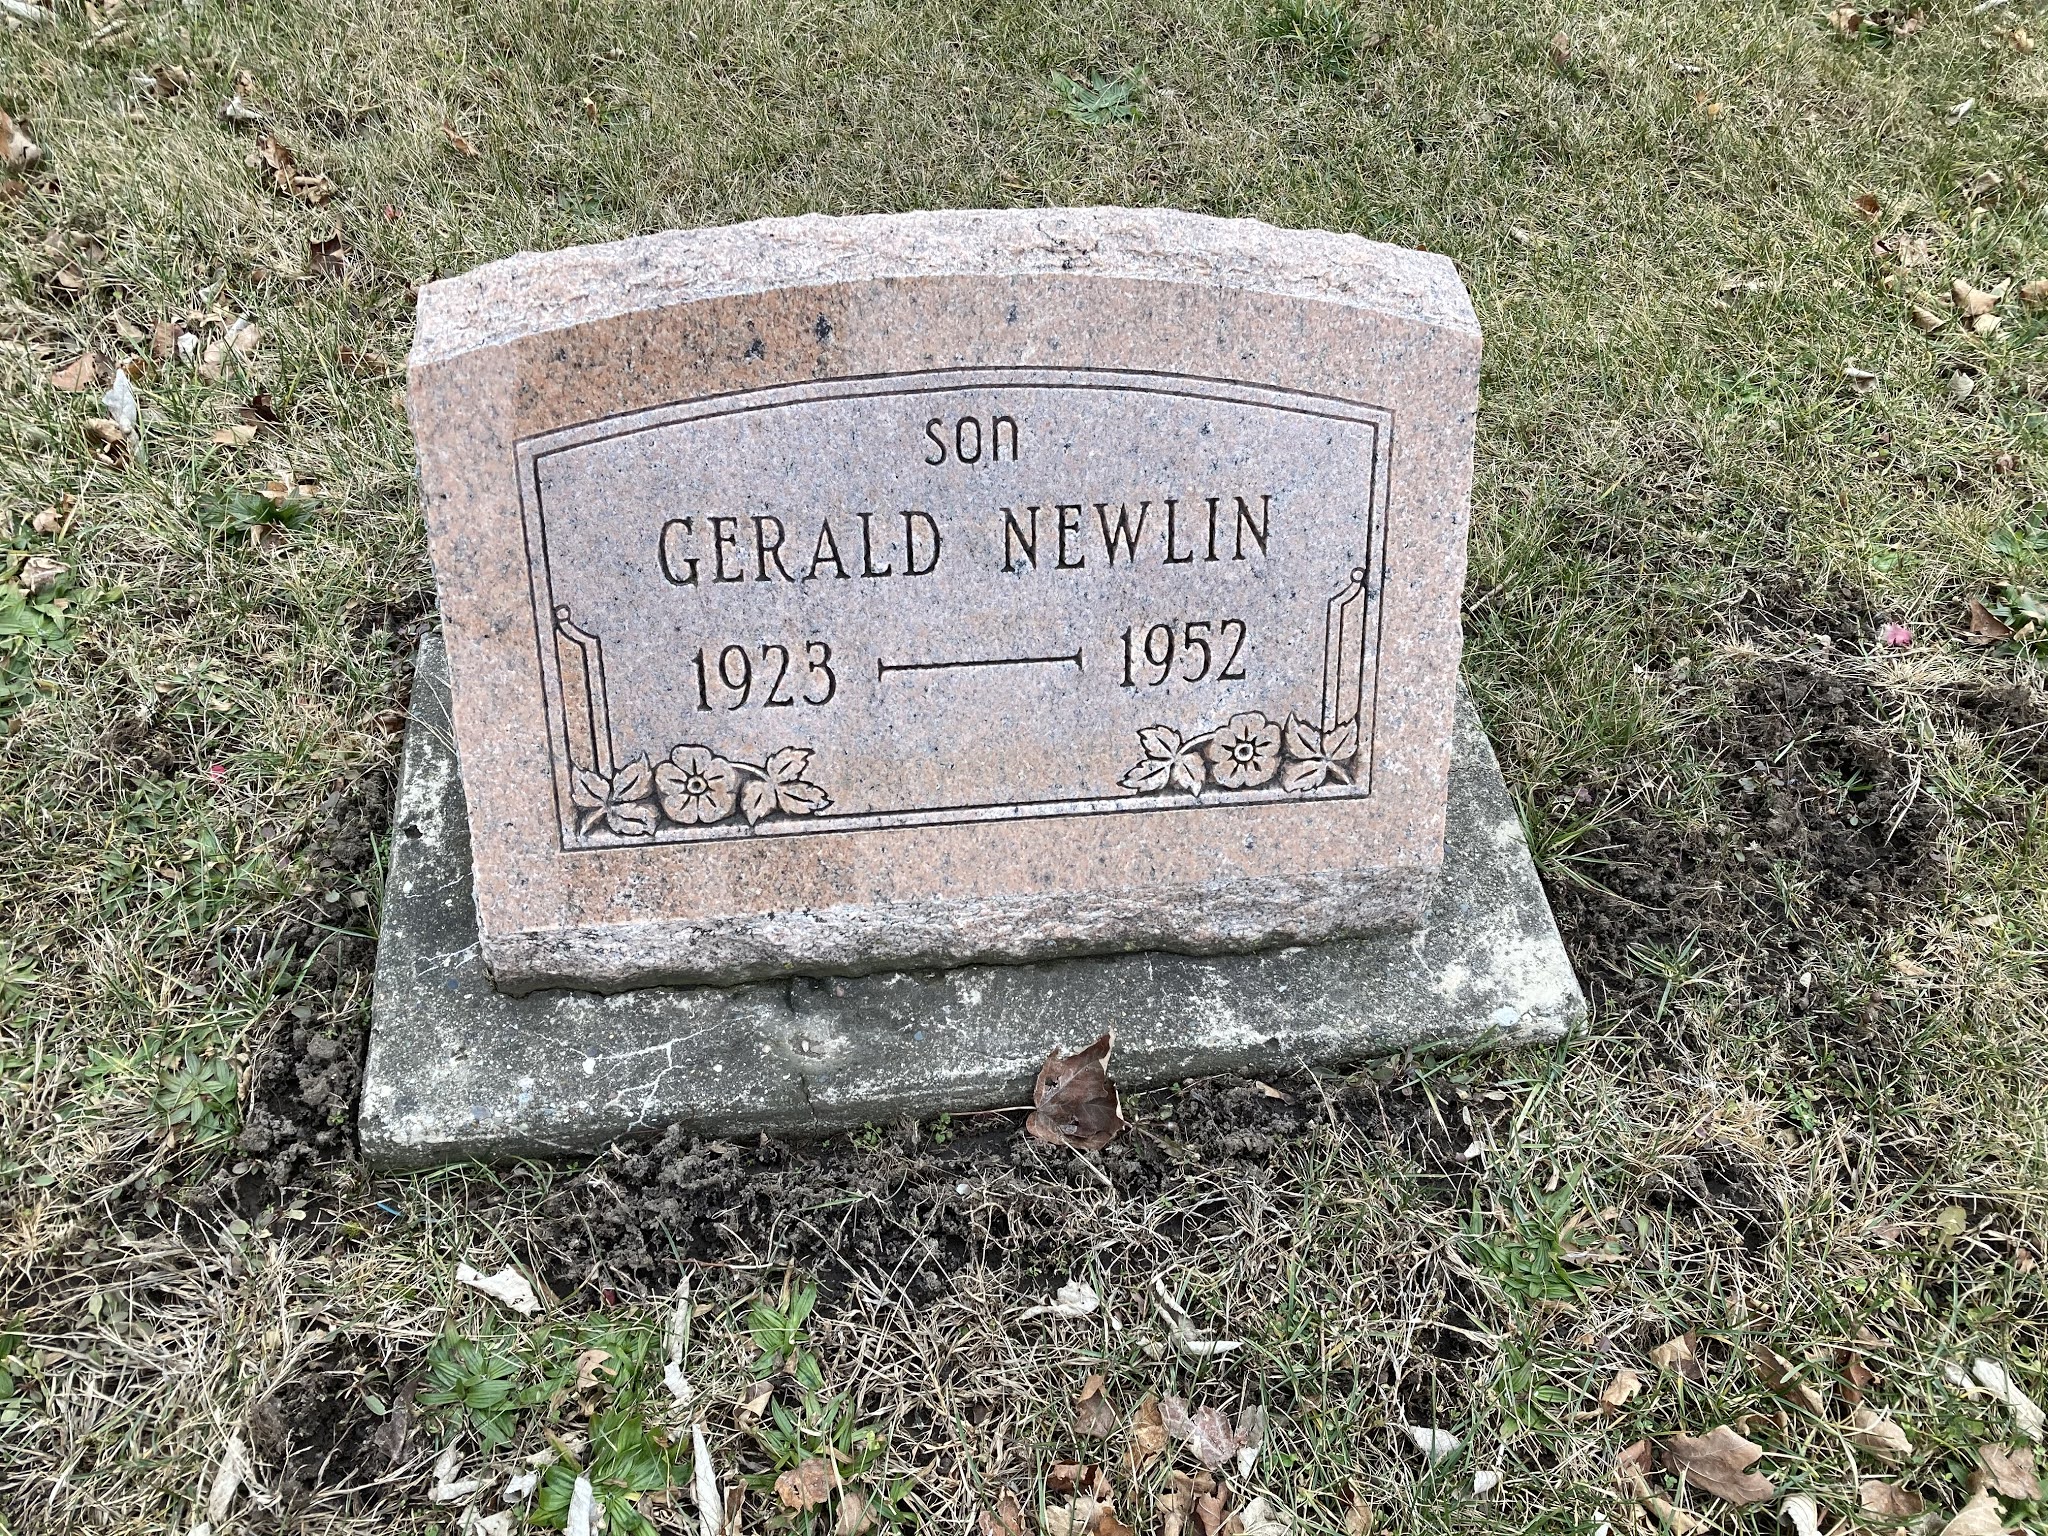 son
GERALD NEWLIN
1923 — 1952